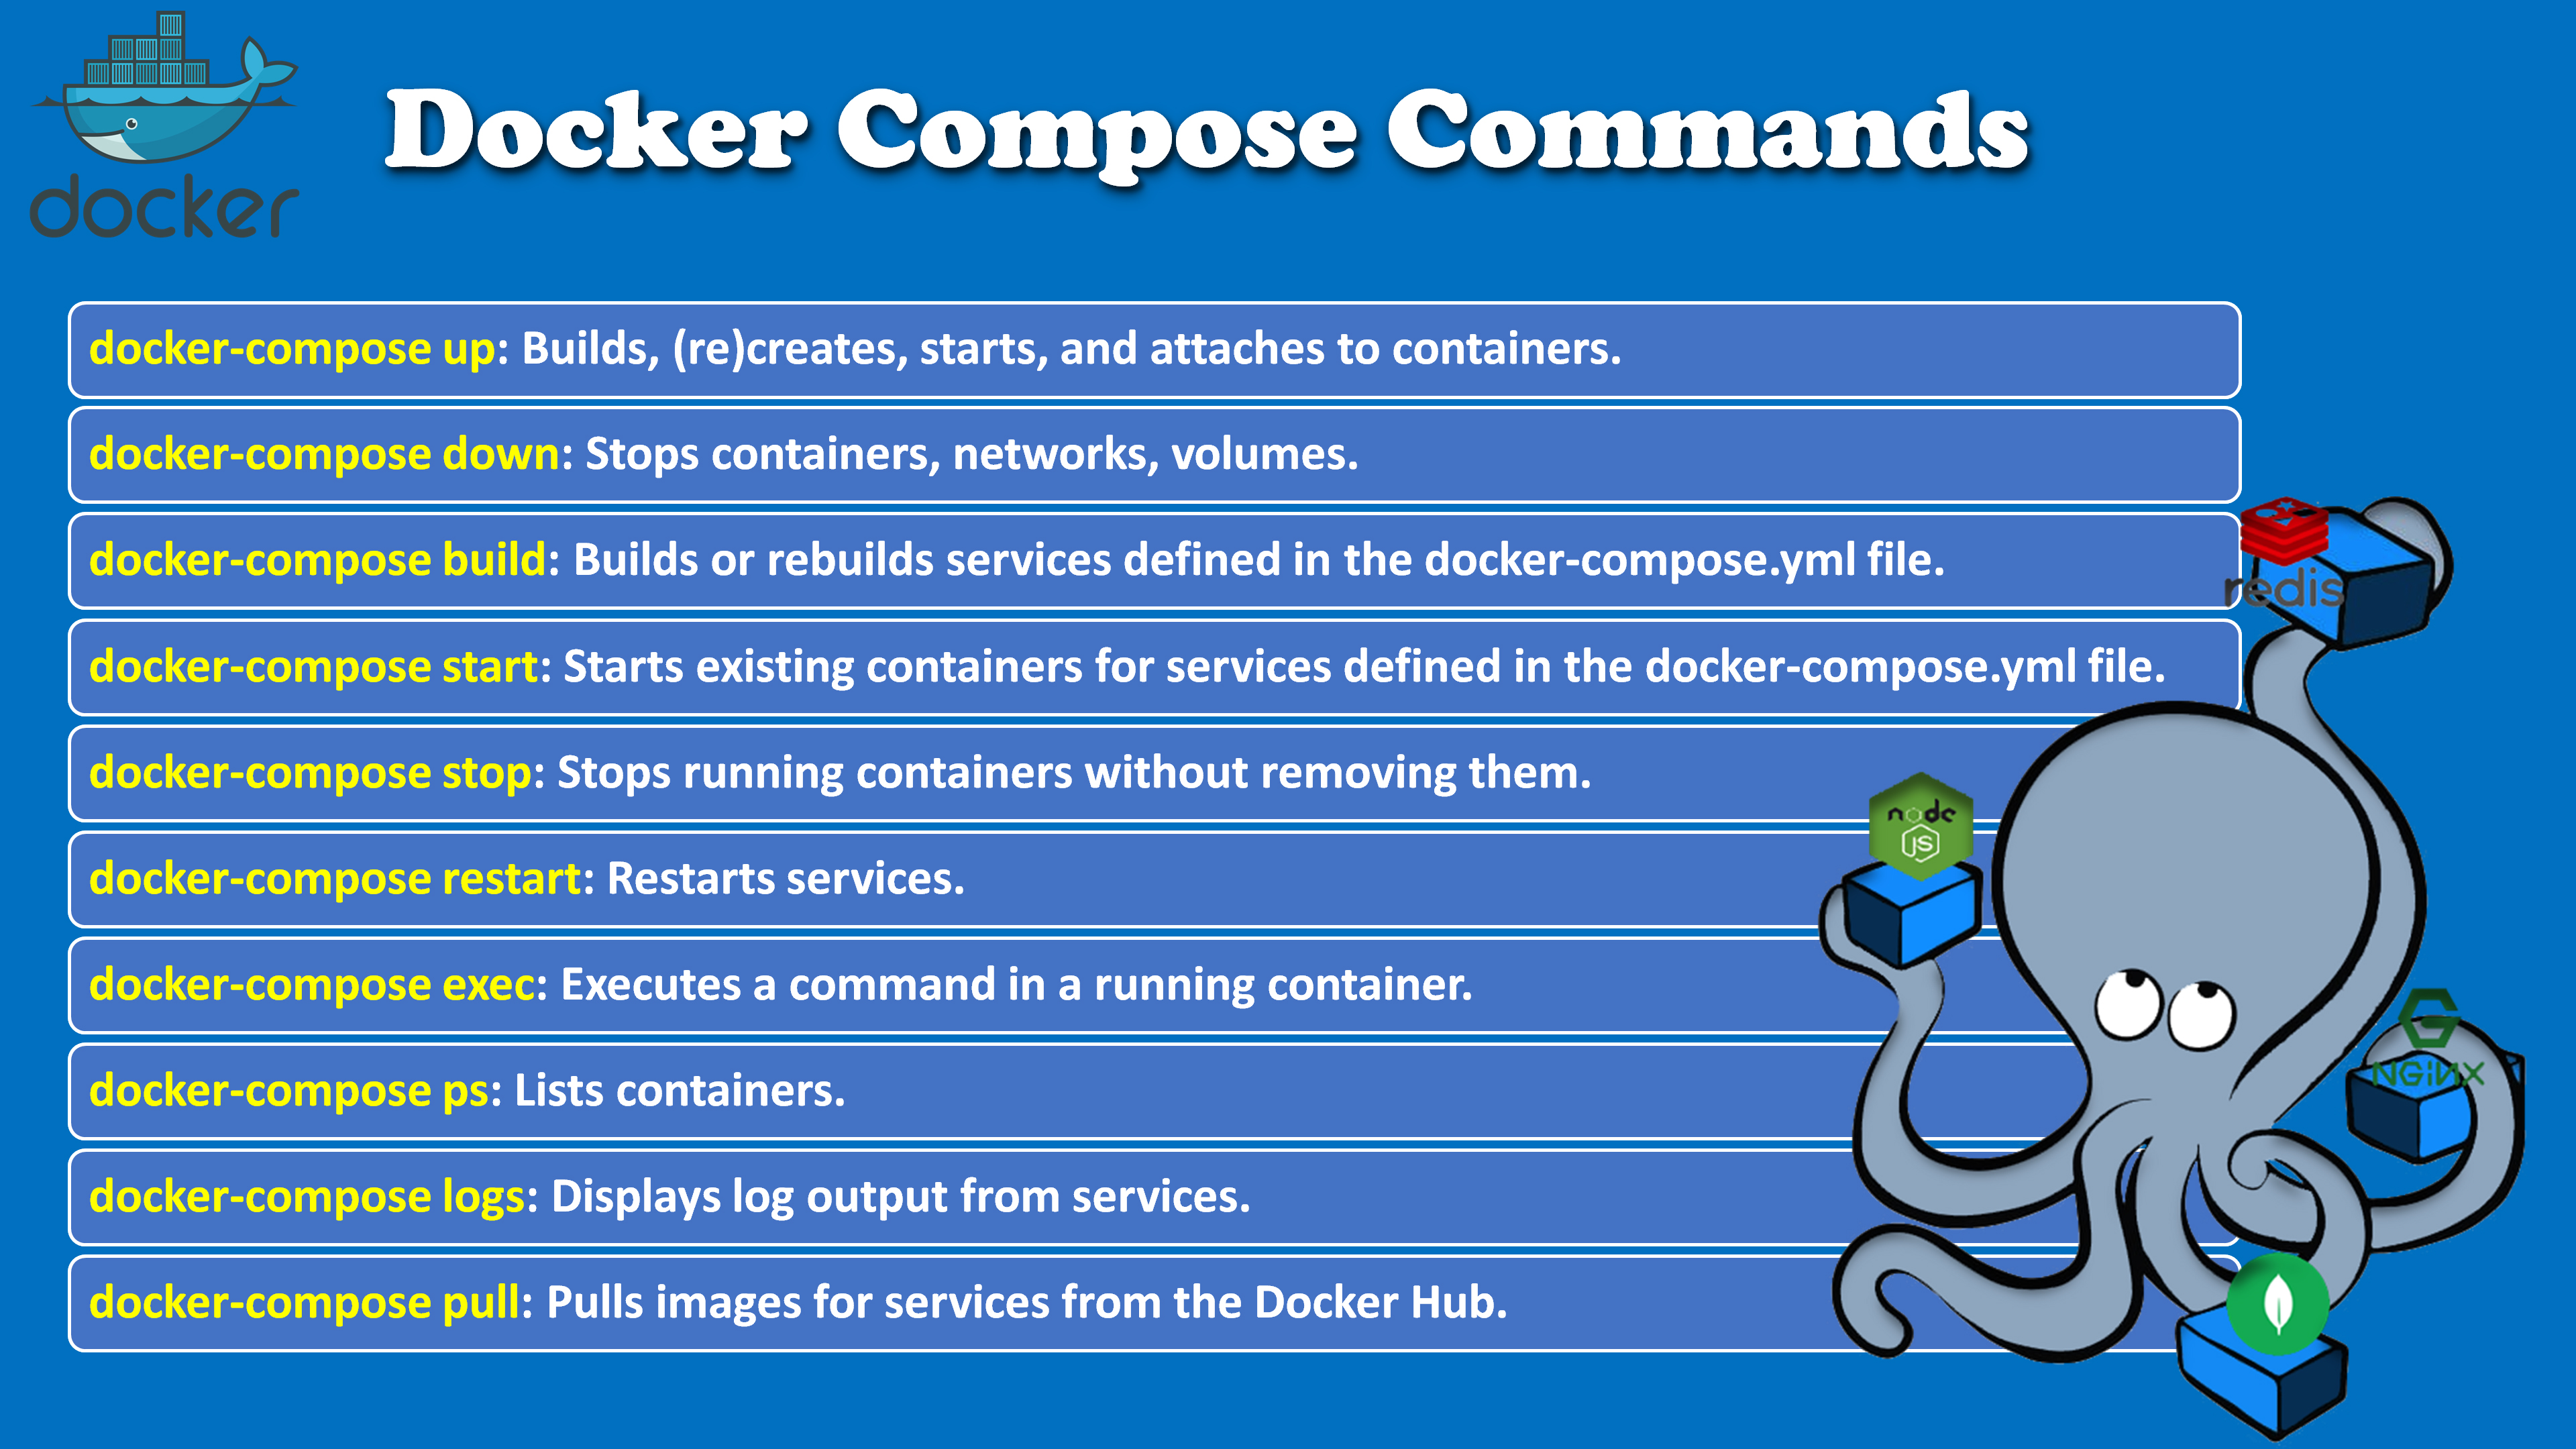 docker
Docker Compose Commands
docker-compose up: Builds, (re)creates, starts, and attaches to containers.
docker-compose down: Stops containers, networks, volumes.
docker-compose build: Builds or rebuilds services defined in the docker-compose.yml file.
redis
docker-compose start: Starts existing containers for services defined in the docker-compose.yml file.
docker-compose stop: Stops running containers without removing them.
node
JS
docker-compose restart: Restarts services.
docker-compose exec: Executes a command in a running container.
G
NGiNX
docker-compose ps: Lists containers.
docker-compose logs: Displays log output from services.
docker-compose pull: Pulls images for services from the Docker Hub.